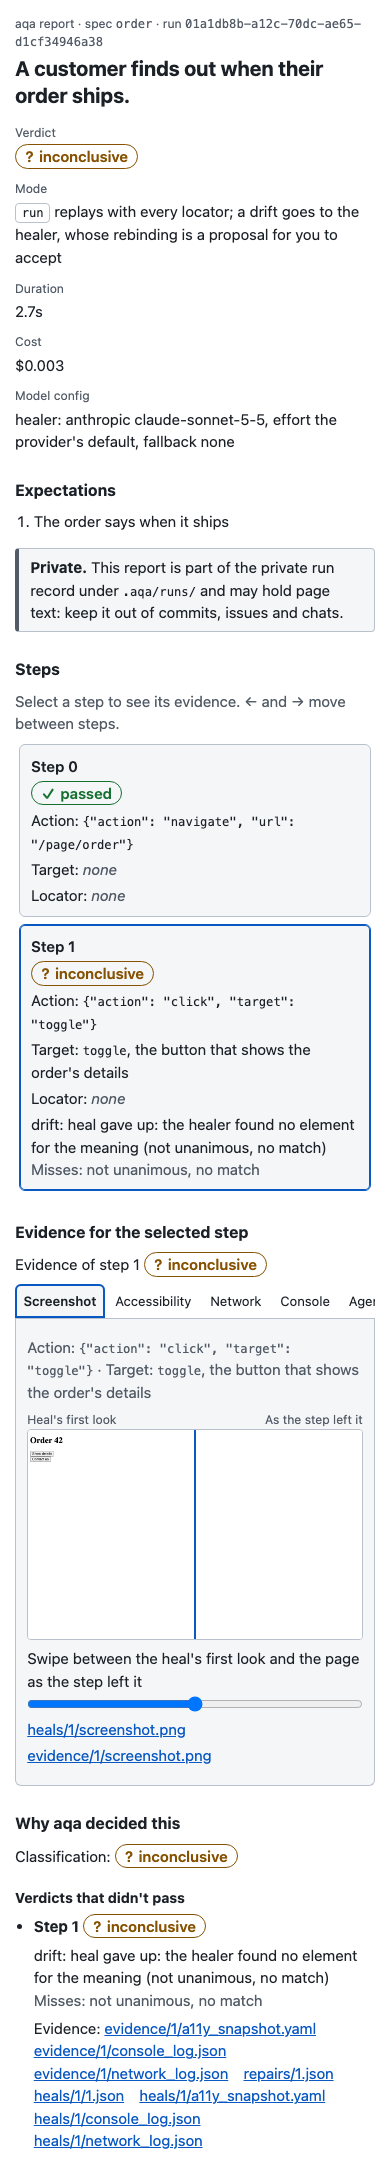 aqa report · spec order · run 01a1db8b-a12c-70dc-ae65-
d1cf34946a38
A customer finds out when their
order ships.
Verdict
? inconclusive
Mode
run replays with every locator; a drift goes to the
healer, whose rebinding is a proposal for you to
accept
Duration
2.7s
Cost
$0.003
Model config
healer: anthropic claude-sonnet-5-5, effort the
provider's default, fallback none
Expectations
1. The order says when it ships
Private. This report is part of the private run
record under .aqa/runs/ and may hold page
text: keep it out of commits, issues and chats.
Steps
Select a step to see its evidence. ← and → move
between steps.
Step 0
✓ passed
Action: {"action": "navigate", "url":
"/page/order"}
Target: none
Locator: none
Step 1
? inconclusive
Action: {"action": "click", "target":
"toggle"}
Target: toggle, the button that shows the
order's details
Locator: none
drift: heal gave up: the healer found no element
for the meaning (not unanimous, no match)
Misses: not unanimous, no match
Evidence for the selected step
Evidence of step 1 ? inconclusive
Screenshot Accessibility Network Console Agen
Action: {"action": "click", "target":
"toggle"} · Target: toggle, the button that shows
the order's details
Heal's first look As the step left it
Order 42
Swipe between the heal's first look and the page
as the step left it
heals/1/screenshot.png
evidence/1/screenshot.png
Why aqa decided this
Classification: ? inconclusive
Verdicts that didn't pass
• Step 1 ? inconclusive
drift: heal gave up: the healer found no element
for the meaning (not unanimous, no match)
Misses: not unanimous, no match
Evidence: evidence/1/a11y_snapshot.yaml
evidence/1/console_log.json
evidence/1/network_log.json repairs/1.json
heals/1/1.json heals/1/a11y_snapshot.yaml
heals/1/console_log.json
heals/1/network_log.json